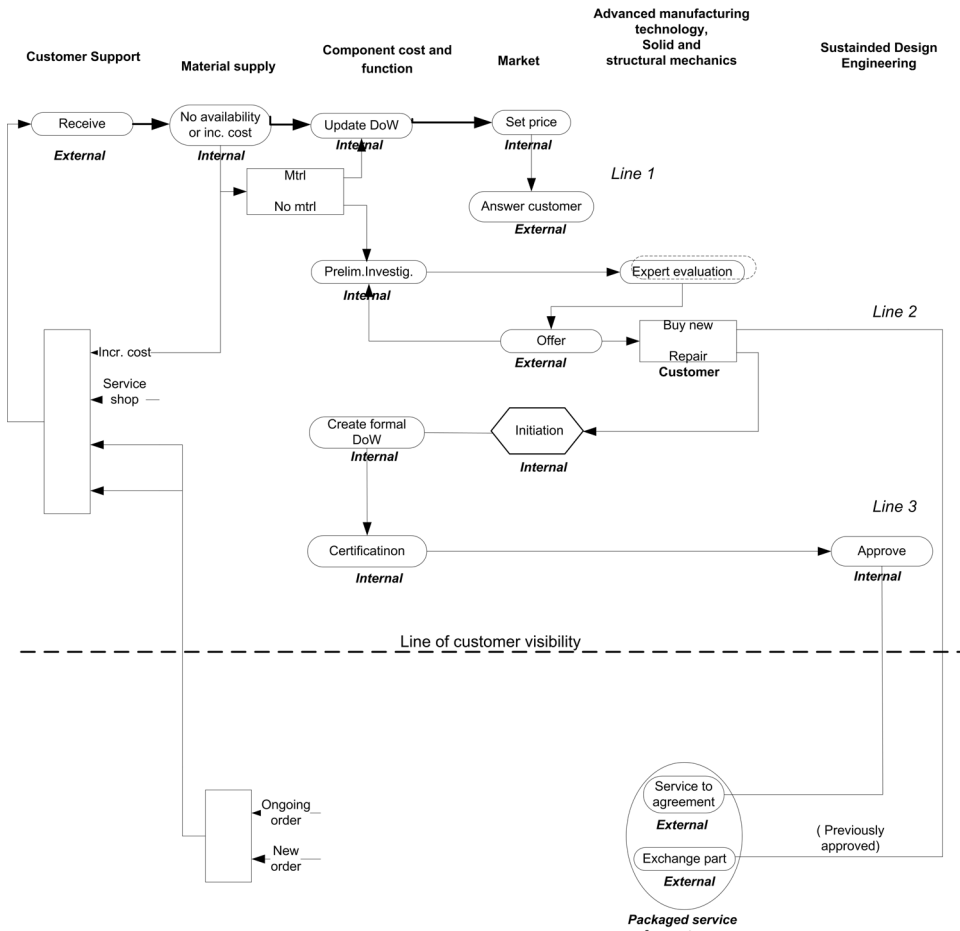 Advanced manufacturing
technology,
Solid and
structural mechanics
Customer Support
Material supply
Component cost and
function
Market
Sustainded Design
Engineering
Receive
External
No availability
or inc. cost
Internal
Update DoW
Internal
Set price
Internal
Mtrl
No mtrl
Line 1
Answer customer
External
Prelim.Investig.
Internal
Expert evaluation
Line 2
Offer
External
Buy new
Repair
Customer
Incr. cost
Service
shop
Create formal
DoW
Internal
Initiation
Internal
Line 3
Certificatinon
Internal
Approve
Internal
Line of customer visibility
Ongoing
order
New
order
Service to
agreement
External
( Previously
approved)
Exchange part
External
Packaged service